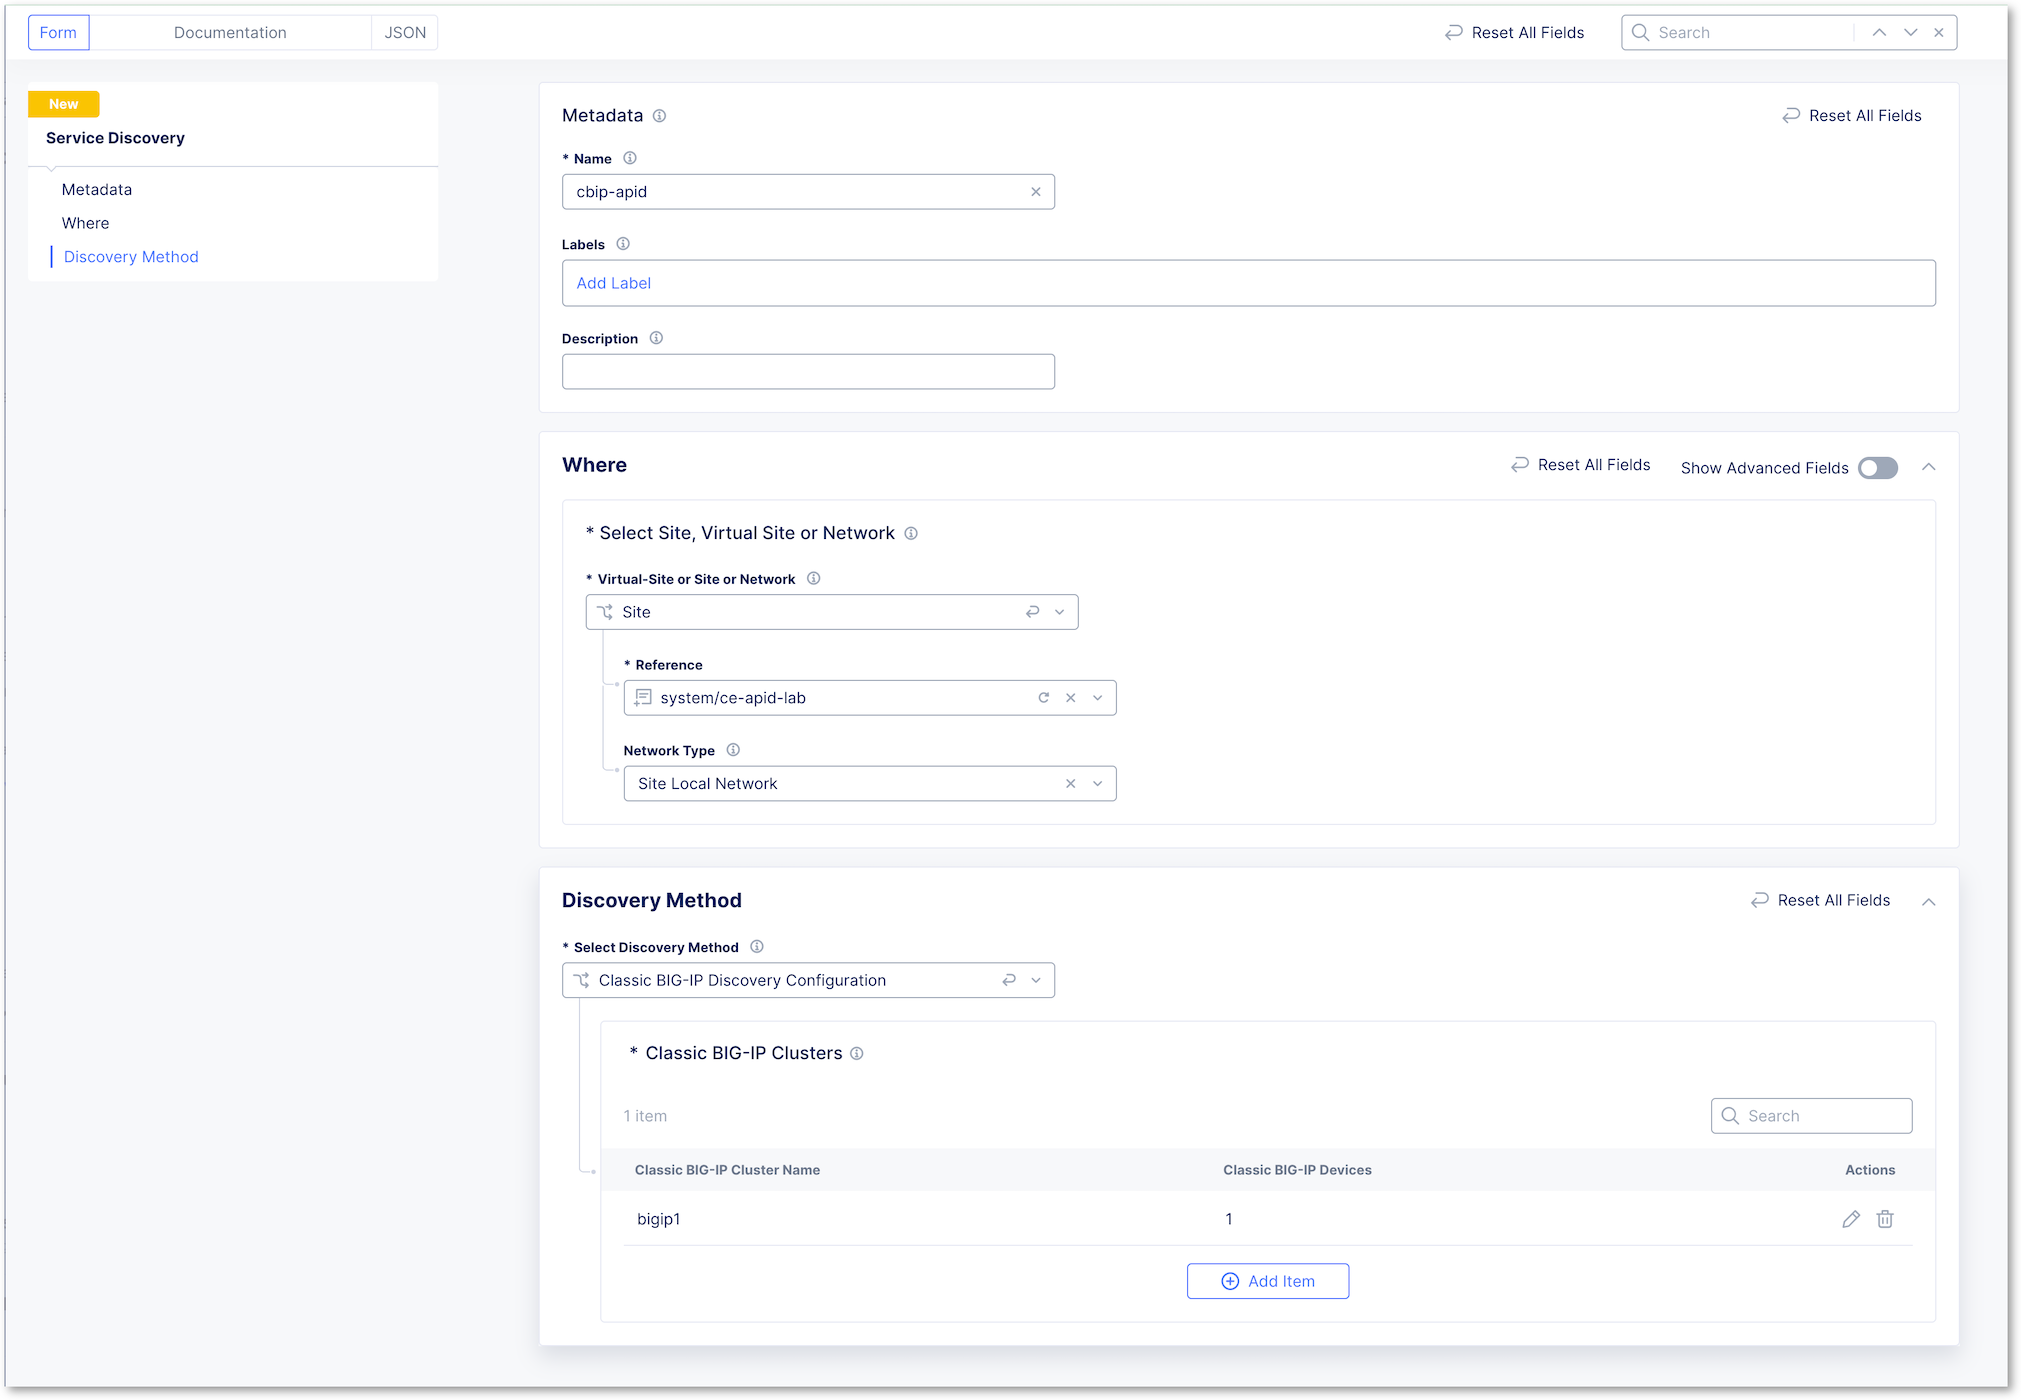 Form Documentation JSON Reset All Fields Search
New
Service Discovery
Metadata
Where
Discovery Method
Metadata Reset All Fields
* Name
cbip-apid
Labels
Add Label
Description
Where Reset All Fields Show Advanced Fields
* Select Site, Virtual Site or Network
* Virtual-Site or Site or Network
Site
* Reference
system/ce-apid-lab
Network Type
Site Local Network
Discovery Method Reset All Fields
* Select Discovery Method
Classic BIG-IP Discovery Configuration
* Classic BIG-IP Clusters
1 item Search
Classic BIG-IP Cluster Name Classic BIG-IP Devices Actions
bigip1 1
Add Item